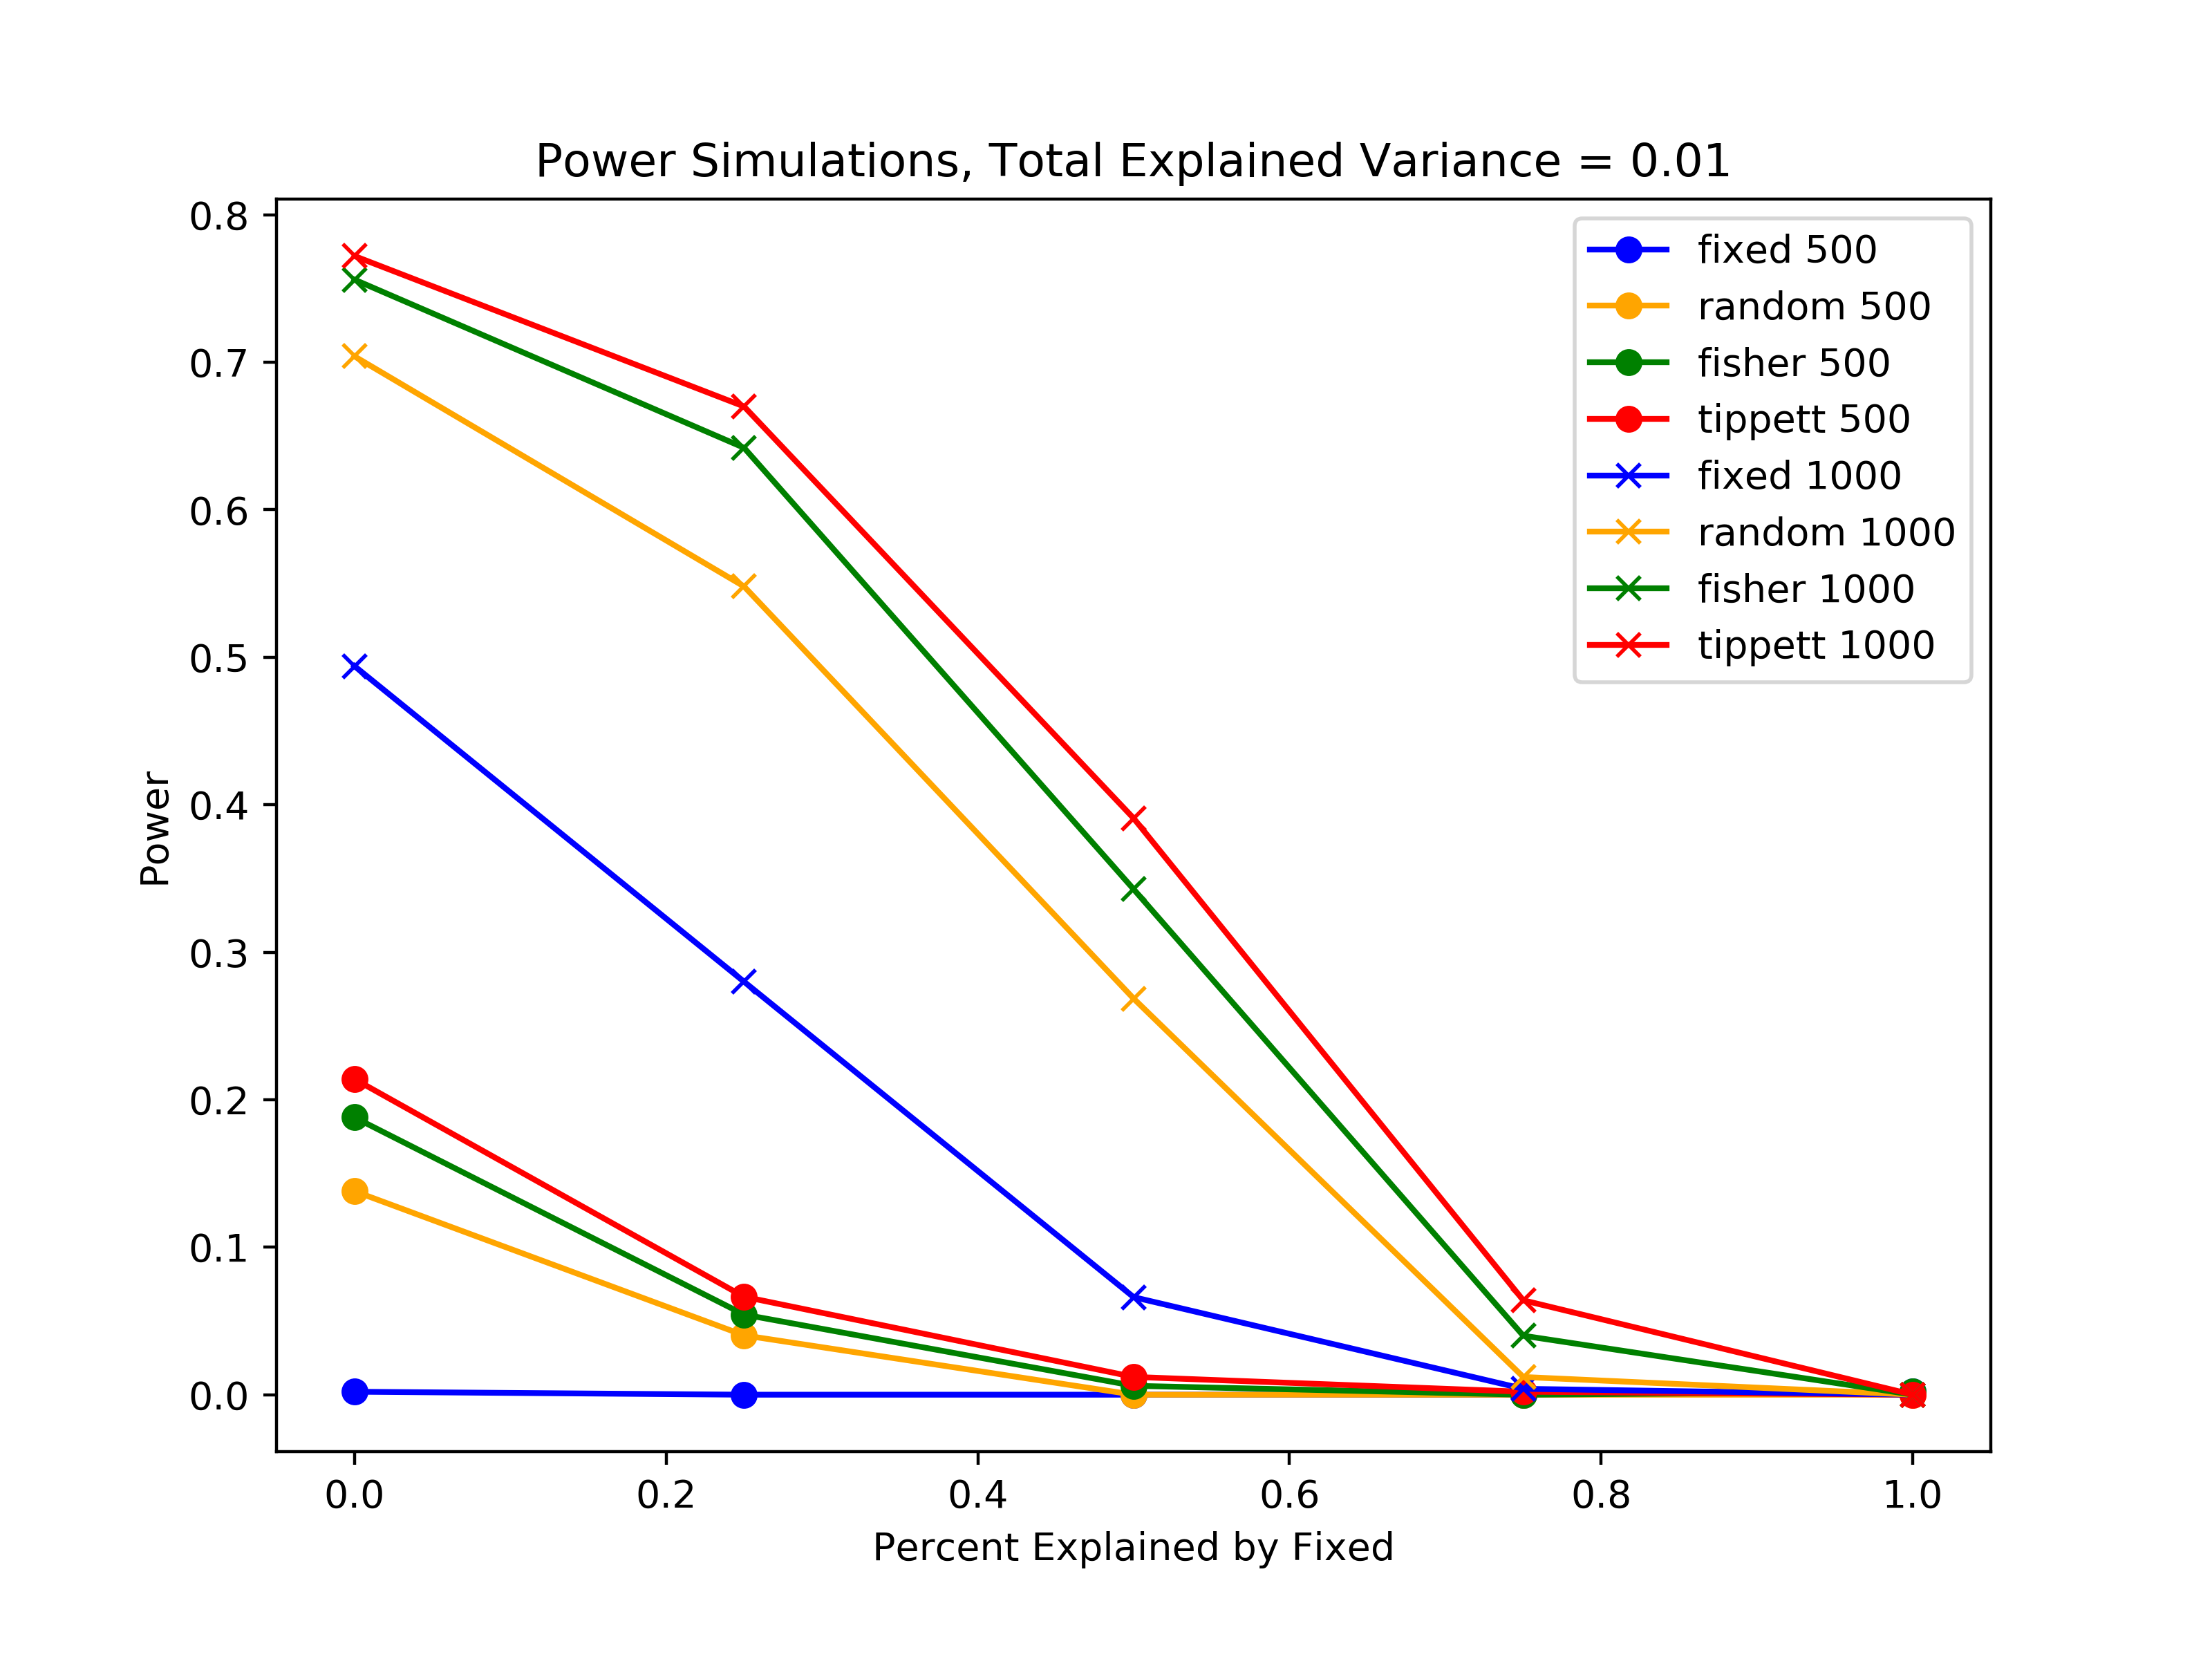 Power Simulations, Total Explained Variance = 0.01
0.8
0.7
0.6
0.5
0.4
0.3
0.2
0.1
0.0
Power
fixed 500
random 500
fisher 500
tippett 500
fixed 1000
random 1000
fisher 1000
tippett 1000
0.0 0.2 0.4 0.6 0.8 1.0
Percent Explained by Fixed